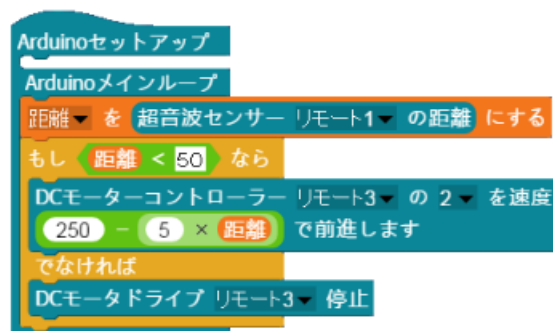 Arduinoセットアップ
Arduinoメインループ
距離 を 超音波センサー リモート1 の距離 にする
もし 距離 < 50 なら
DCモーターコントローラー リモート3 の 2 を速度
250 - 5 × 距離 で前進します
でなければ
DCモータドライブ リモート3 停止